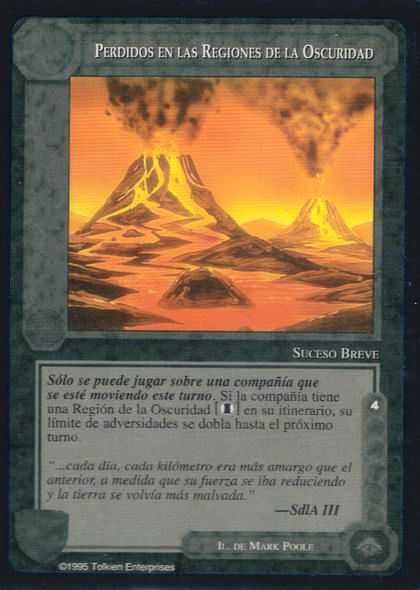 Perdidos en las Regiones de la Oscuridad
Suceso Breve
Sólo se puede jugar sobre una compañía que
se esté moviendo este turno. Si la compañía tiene
una Región de la Oscuridad [ ] en su itinerario, su
límite de adversidades se dobla hasta el próximo
turno.
4
"...cada día, cada kilómetro era más amargo que el
anterior, a medida que su fuerza se iba reduciendo
y la tierra se volvía más malvada."
—SdlA III
Il. de Mark Poole
©1995 Tolkien Enterprises